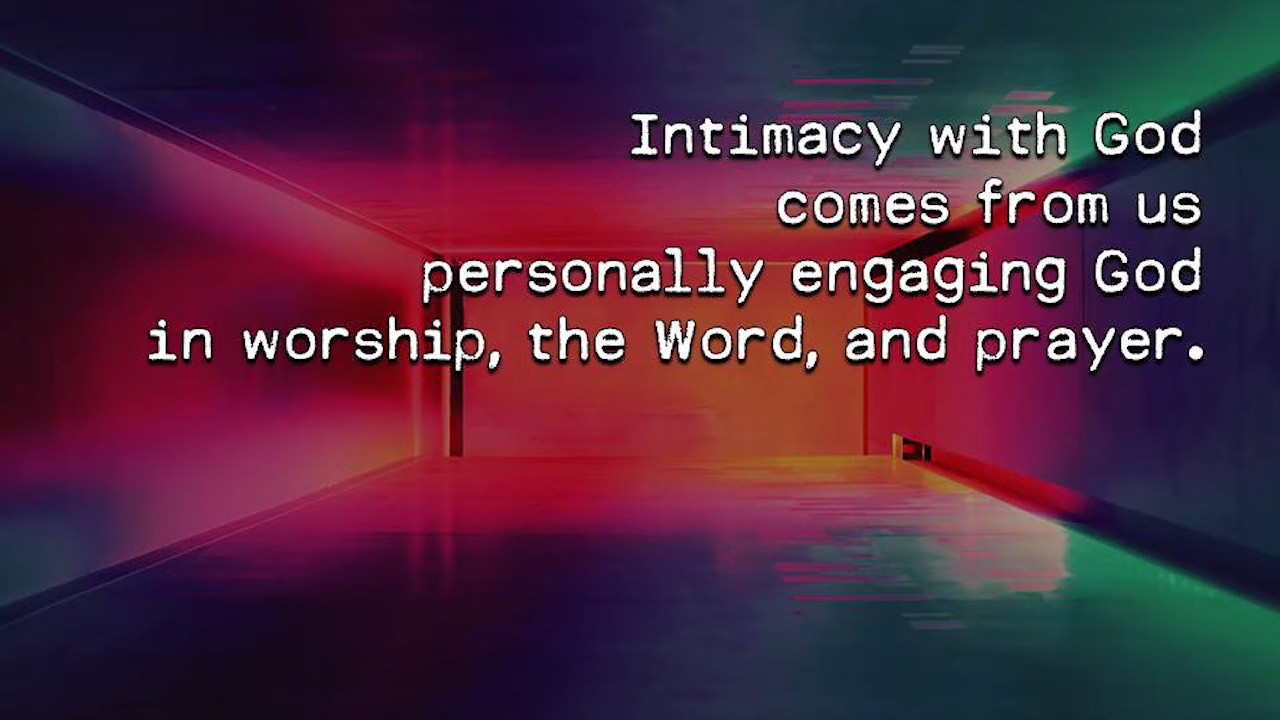 Intimacy with God
comes from us
personally engaging God
in worship, the Word, and prayer.